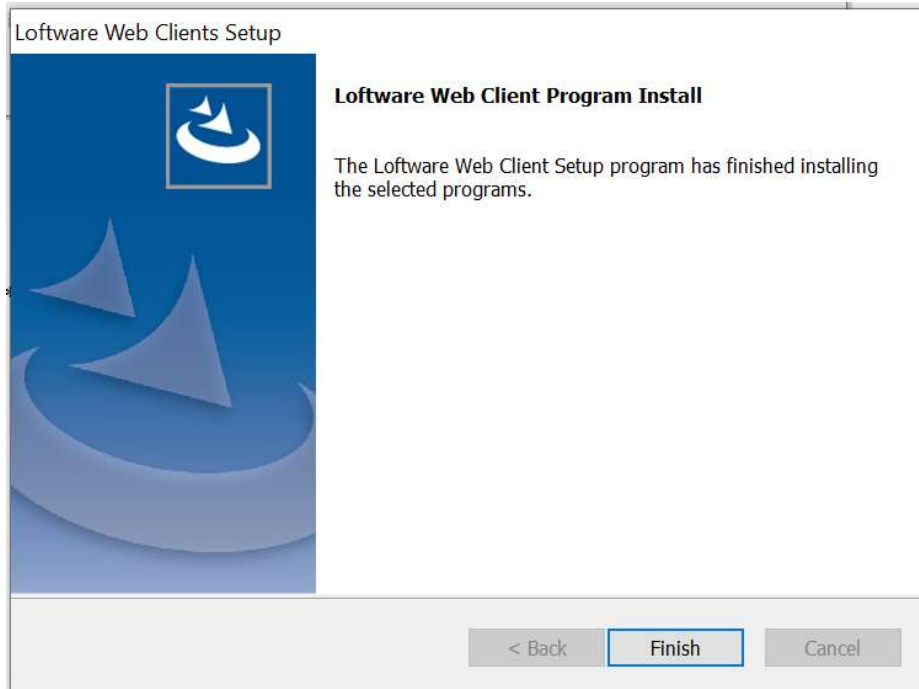 Loftware Web Clients Setup
Loftware Web Client Program Install
The Loftware Web Client Setup program has finished installing
the selected programs.
< Back
Finish
Cancel